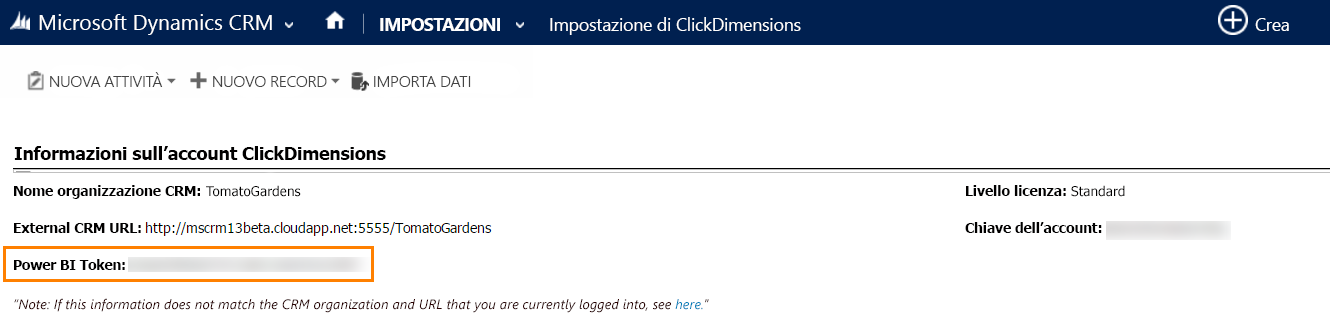 Microsoft Dynamics CRM IMPOSTAZIONI Impostazione di ClickDimensions Crea
NUOVA ATTIVITÀ NUOVO RECORD IMPORTA DATI
Informazioni sull'account ClickDimensions
Nome organizzazione CRM: TomatoGardens Livello licenza: Standard
External CRM URL: http://mscrm13beta.cloudapp.net:5555/TomatoGardens Chiave dell'account:
Power BI Token:
"Note: If this information does not match the CRM organization and URL that you are currently logged into, see here."